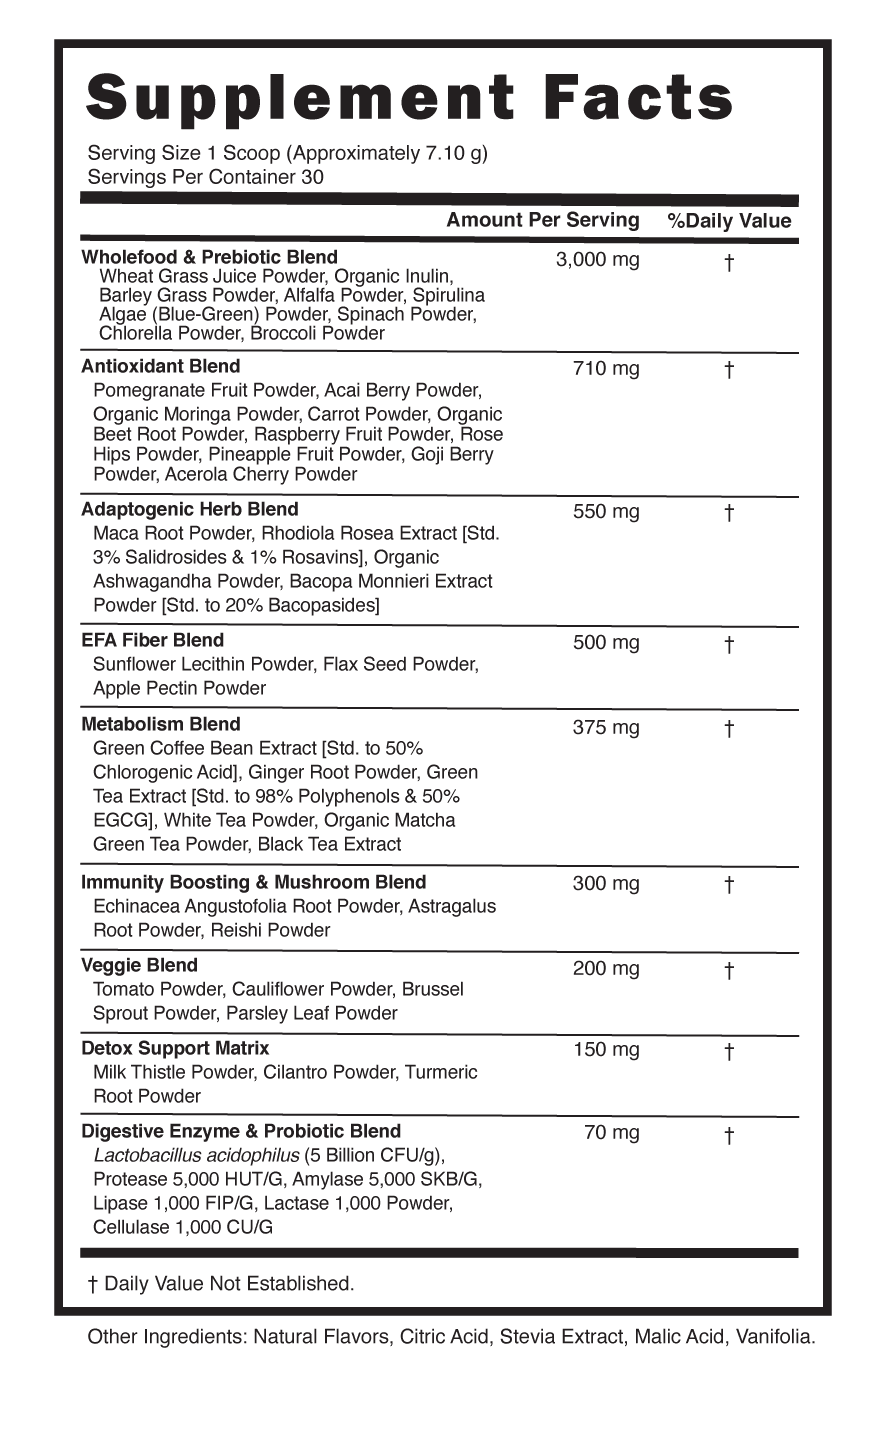 Supplement Facts
Serving Size 1 Scoop (Approximately 7.10 g)
Servings Per Container 30
Amount Per Serving %Daily Value
Wholefood & Prebiotic Blend 3,000 mg †
Wheat Grass Juice Powder, Organic Inulin,
Barley Grass Powder, Alfalfa Powder, Spirulina
Algae (Blue-Green) Powder, Spinach Powder,
Chlorella Powder, Broccoli Powder
Antioxidant Blend 710 mg †
Pomegranate Fruit Powder, Acai Berry Powder,
Organic Moringa Powder, Carrot Powder, Organic
Beet Root Powder, Raspberry Fruit Powder, Rose
Hips Powder, Pineapple Fruit Powder, Goji Berry
Powder, Acerola Cherry Powder
Adaptogenic Herb Blend 550 mg †
Maca Root Powder, Rhodiola Rosea Extract [Std.
3% Salidrosides & 1% Rosavins], Organic
Ashwagandha Powder, Bacopa Monnieri Extract
Powder [Std. to 20% Bacopasides]
EFA Fiber Blend 500 mg †
Sunflower Lecithin Powder, Flax Seed Powder,
Apple Pectin Powder
Metabolism Blend 375 mg †
Green Coffee Bean Extract [Std. to 50%
Chlorogenic Acid], Ginger Root Powder, Green
Tea Extract [Std. to 98% Polyphenols & 50%
EGCG], White Tea Powder, Organic Matcha
Green Tea Powder, Black Tea Extract
Immunity Boosting & Mushroom Blend 300 mg †
Echinacea Angustofolia Root Powder, Astragalus
Root Powder, Reishi Powder
Veggie Blend 200 mg †
Tomato Powder, Cauliflower Powder, Brussel
Sprout Powder, Parsley Leaf Powder
Detox Support Matrix 150 mg †
Milk Thistle Powder, Cilantro Powder, Turmeric
Root Powder
Digestive Enzyme & Probiotic Blend 70 mg †
Lactobacillus acidophilus (5 Billion CFU/g),
Protease 5,000 HUT/G, Amylase 5,000 SKB/G,
Lipase 1,000 FIP/G, Lactase 1,000 Powder,
Cellulase 1,000 CU/G
† Daily Value Not Established.
Other Ingredients: Natural Flavors, Citric Acid, Stevia Extract, Malic Acid, Vanifolia.